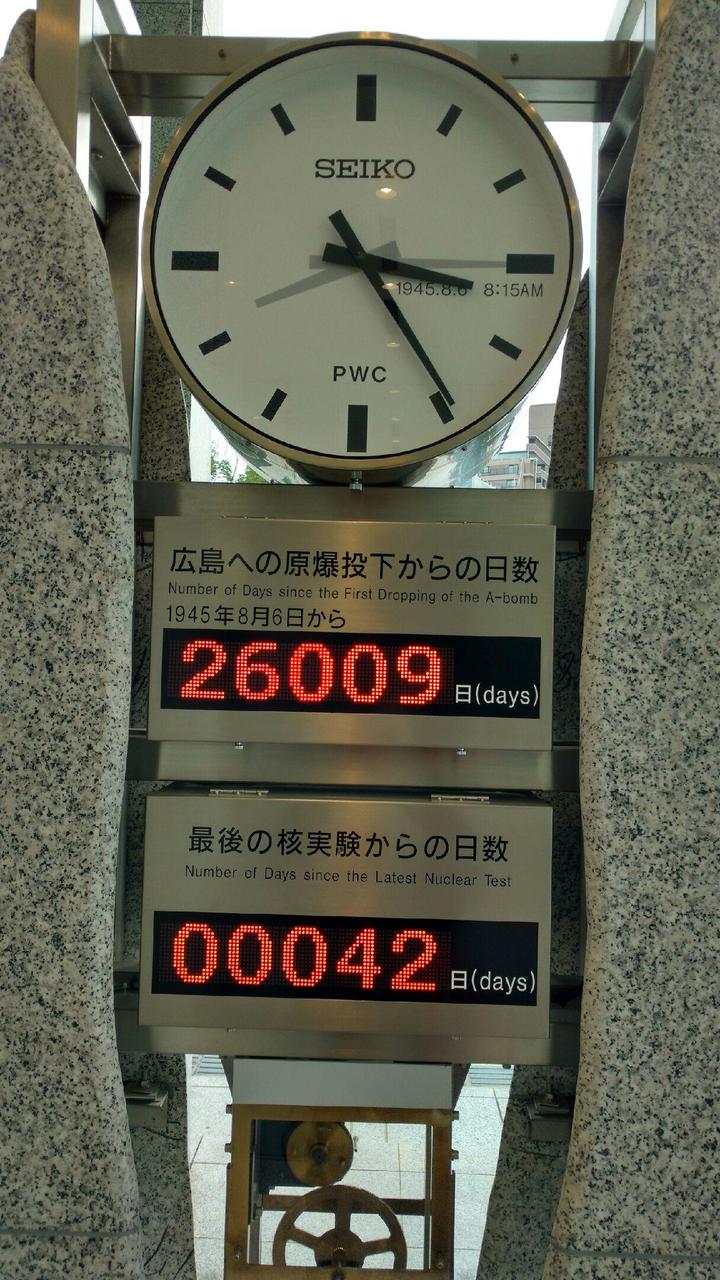 SEIKO
1945.8.6 8:15AM
PWC
広島への原爆投下からの日数
Number of Days since the First Dropping of the A-bomb
1945年8月6日から
26009 日(days)
最後の核実験からの日数
Number of Days since the Latest Nuclear Test
00042 日(days)